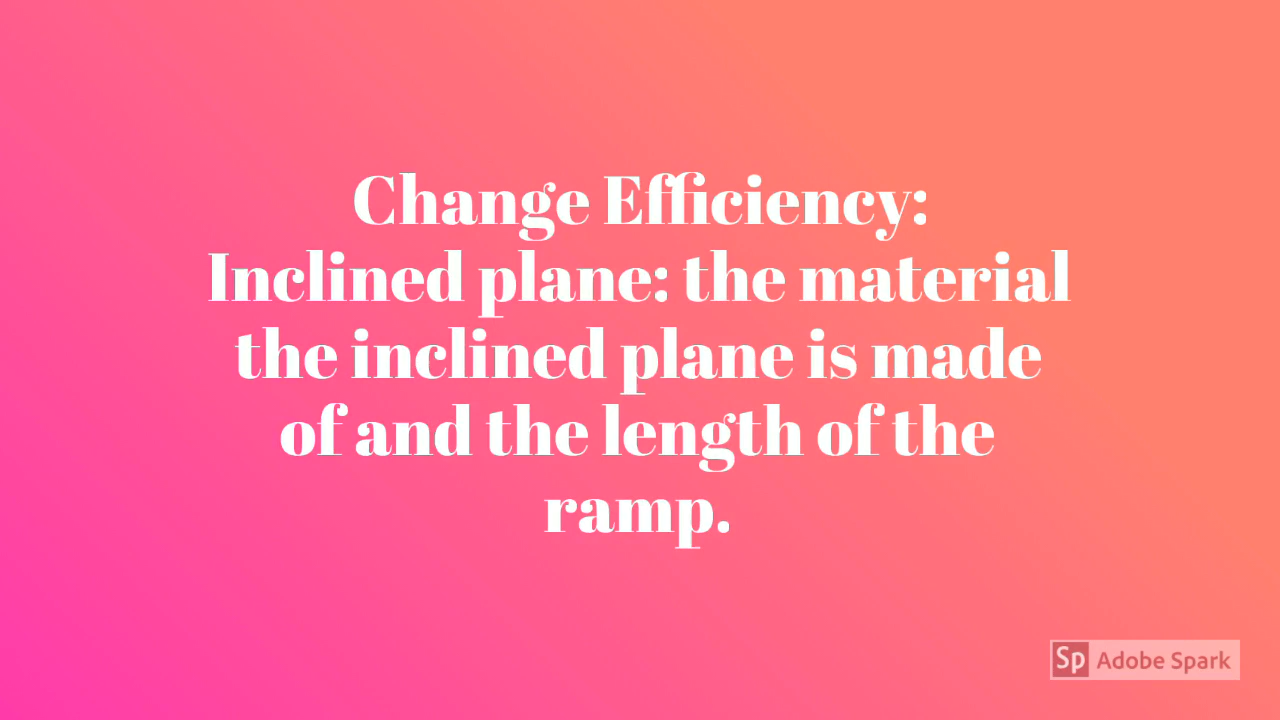 Change Efficiency:
Inclined plane: the material
the inclined plane is made
of and the length of the
ramp.
Sp Adobe Spark